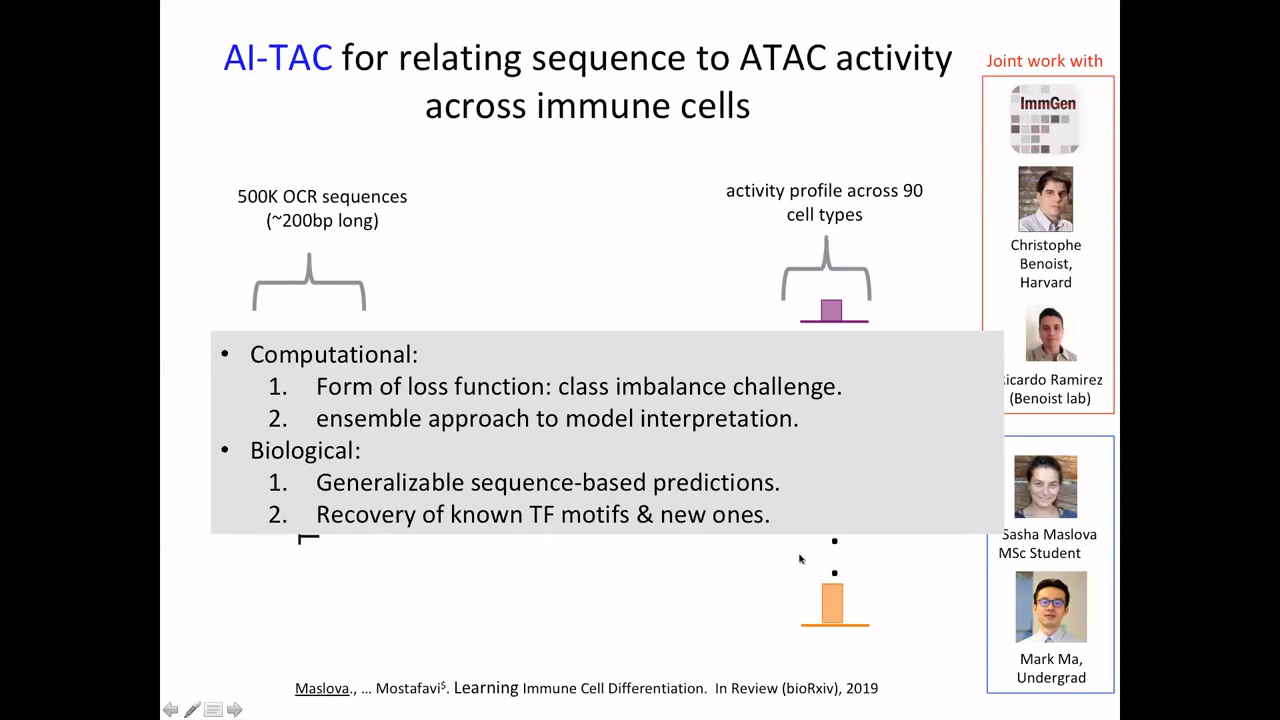 AI-TAC for relating sequence to ATAC activity
across immune cells
Joint work with
ImmGen
Christophe
Benoist,
Harvard
icardo Ramirez
(Benoist lab)
Sasha Maslova
MSc Student
Mark Ma,
Undergrad
500K OCR sequences
(~200bp long)
activity profile across 90
cell types
• Computational:
1. Form of loss function: class imbalance challenge.
2. ensemble approach to model interpretation.
• Biological:
1. Generalizable sequence-based predictions.
2. Recovery of known TF motifs & new ones.
Maslova., … Mostafavi$. Learning Immune Cell Differentiation. In Review (bioRxiv), 2019